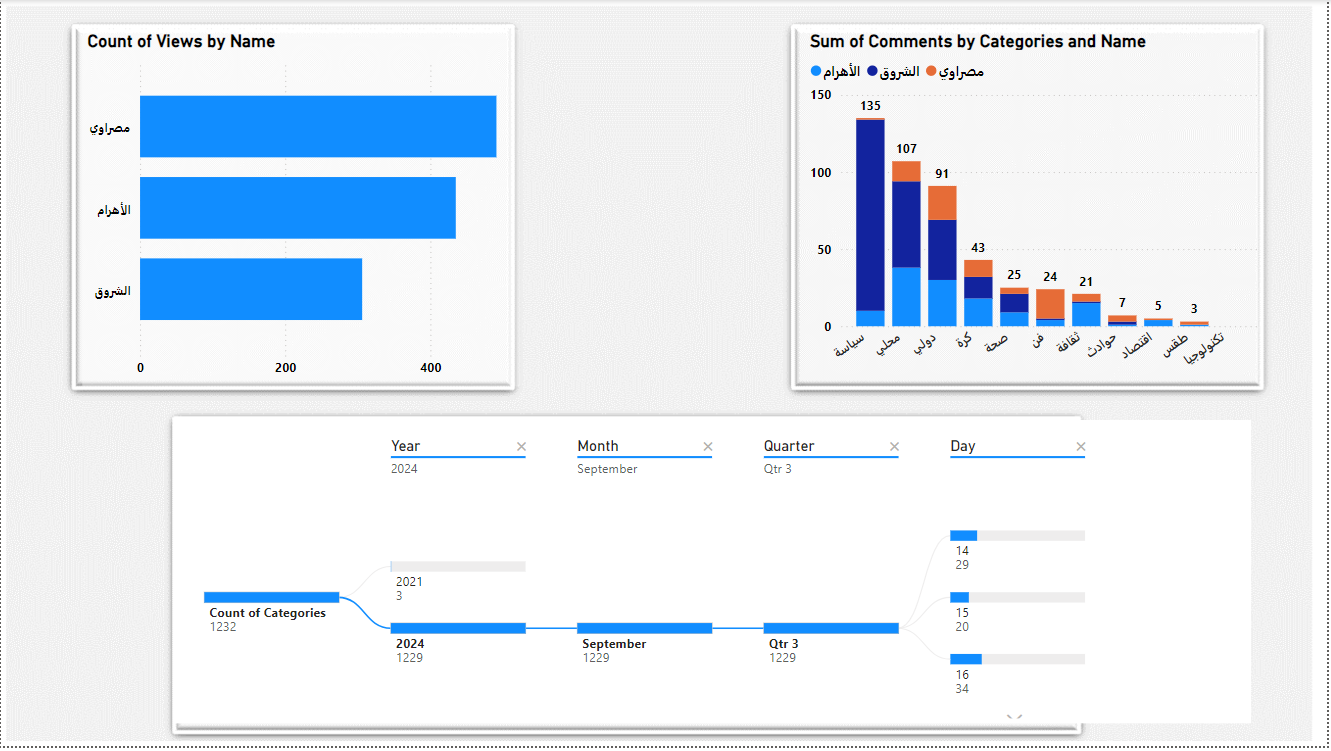 Count of Views by Name
مصراوي
الأهرام
الشروق
0 200 400
Sum of Comments by Categories and Name
الأهرام الشروق مصراوي
150
100
50
0
135
107
91
43
25
24
21
7
5
3
سياسة محلي دولي كرة صحة فن ثقافة حوادث اقتصاد طقس تكنولوجيا
Year Month Quarter Day
2024 September Qtr 3
Count of Categories
1232
2021
3
2024
1229
September
1229
Qtr 3
1229
14
29
15
20
16
34